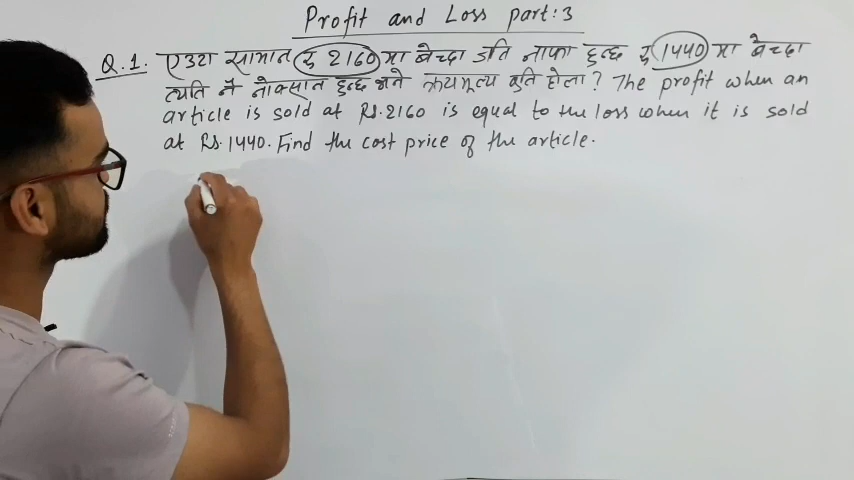 Profit and Loss part:3
Q.1. एउटा सामान रु 2160 मा बेच्दा जति नाफा हुन्छ रु 1440 मा बेच्दा
त्यति नै नोक्सान हुन्छ भने क्रयमूल्य कति होला? The profit when an
article is sold at Rs.2160 is equal to the loss when it is sold
at Rs.1440. Find the cost price of the article.